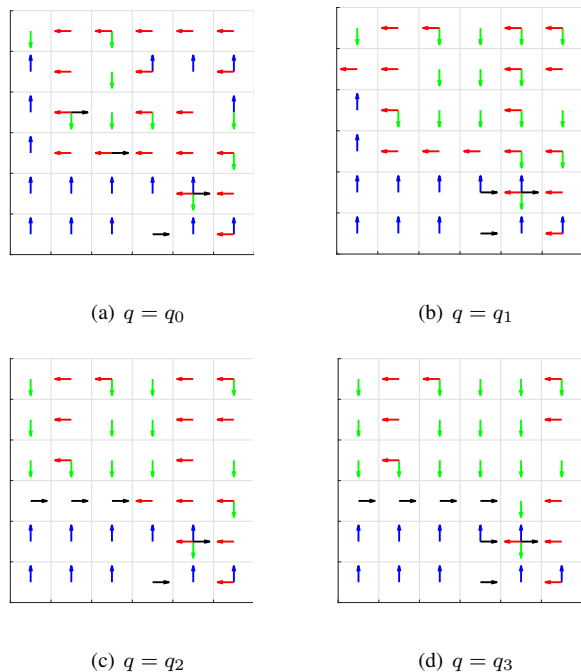 (a) q = q₀
(b) q = q₁
(c) q = q₂
(d) q = q₃